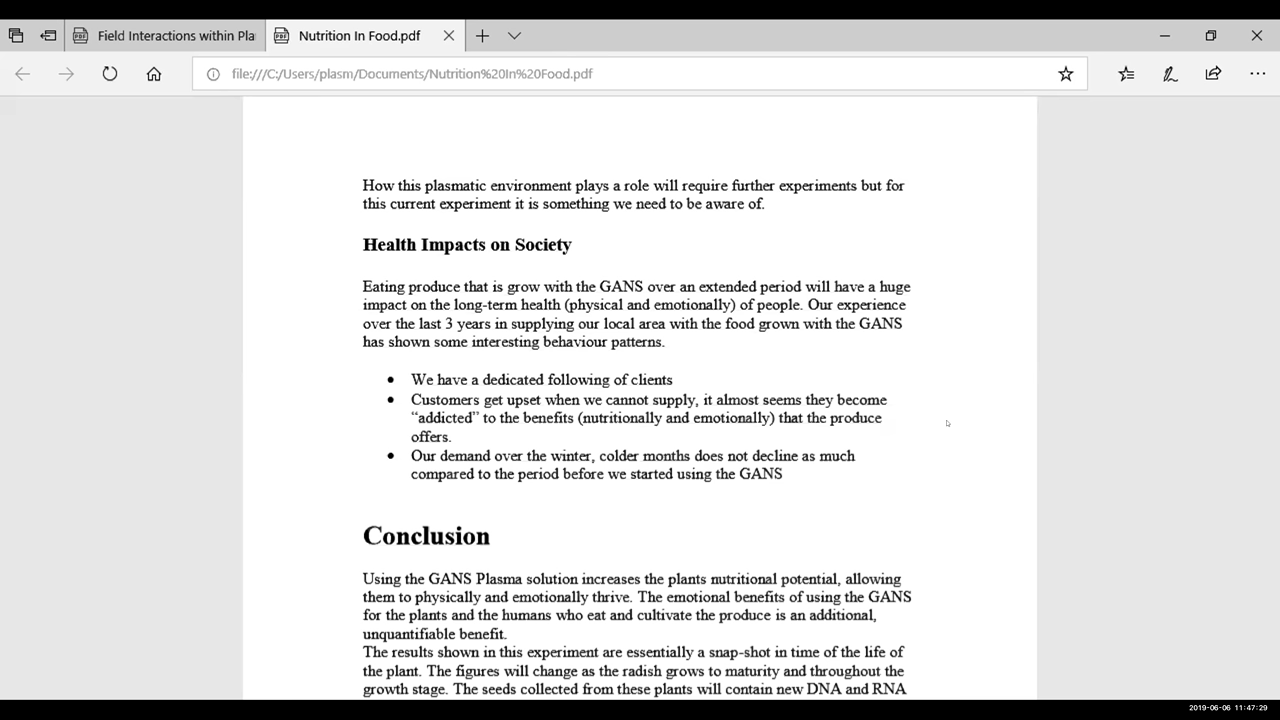 Field Interactions within Pla
Nutrition In Food.pdf
file:///C:/Users/plasm/Documents/Nutrition%20In%20Food.pdf
How this plasmatic environment plays a role will require further experiments but for
this current experiment it is something we need to be aware of.
Health Impacts on Society
Eating produce that is grow with the GANS over an extended period will have a huge
impact on the long-term health (physical and emotionally) of people. Our experience
over the last 3 years in supplying our local area with the food grown with the GANS
has shown some interesting behaviour patterns.
• We have a dedicated following of clients
• Customers get upset when we cannot supply, it almost seems they become
“addicted” to the benefits (nutritionally and emotionally) that the produce
offers.
• Our demand over the winter, colder months does not decline as much
compared to the period before we started using the GANS
Conclusion
Using the GANS Plasma solution increases the plants nutritional potential, allowing
them to physically and emotionally thrive. The emotional benefits of using the GANS
for the plants and the humans who eat and cultivate the produce is an additional,
unquantifiable benefit.
The results shown in this experiment are essentially a snap-shot in time of the life of
the plant. The figures will change as the radish grows to maturity and throughout the
growth stage. The seeds collected from these plants will contain new DNA and RNA
2019-06-06 11:47:29